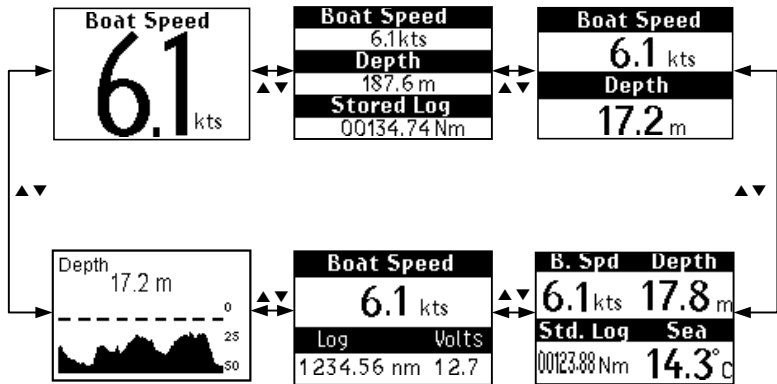 Boat Speed
6.1 kts
Boat Speed
6.1kts
Depth
187.6 m
Stored Log
00134.74 Nm
Boat Speed
6.1 kts
Depth
17.2 m
Depth
17.2 m
0
25
50
Boat Speed
6.1 kts
Log Volts
1234.56 nm 12.7
B. Spd Depth
6.1 kts 17.8 m
Std. Log Sea
00123.88 Nm 14.3°C